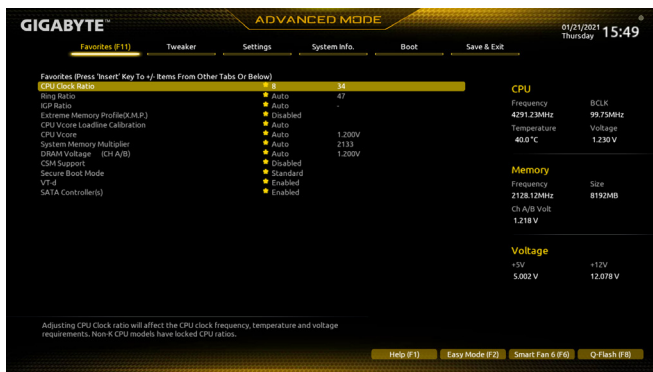 GIGABYTE™
ADVANCED MODE
01/21/2021
Thursday
15:49
Favorites (F11) Tweaker Settings System Info. Boot Save & Exit
Favorites (Press 'Insert' Key To +/- Items From Other Tabs Or Below)
CPU Clock Ratio 8 34
Ring Ratio Auto 47
IGP Ratio Auto -
Extreme Memory Profile(X.M.P.) Disabled
CPU Vcore Loadline Calibration Auto
CPU Vcore Auto 1.200V
System Memory Multiplier Auto 2133
DRAM Voltage (CH A/B) Auto 1.200V
CSM Support Disabled
Secure Boot Mode Standard
VT-d Enabled
SATA Controller(s) Enabled
CPU
Frequency BCLK
4291.23MHz 99.75MHz
Temperature Voltage
40.0 °C 1.230 V
Memory
Frequency Size
2128.12MHz 8192MB
Ch A/B Volt
1.218 V
Voltage
+5V +12V
5.002 V 12.078 V
Adjusting CPU Clock ratio will affect the CPU clock frequency, temperature and voltage
requirements. Non-K CPU models have locked CPU ratios.
Help (F1) Easy Mode (F2) Smart Fan 6 (F6) Q-Flash (F8)